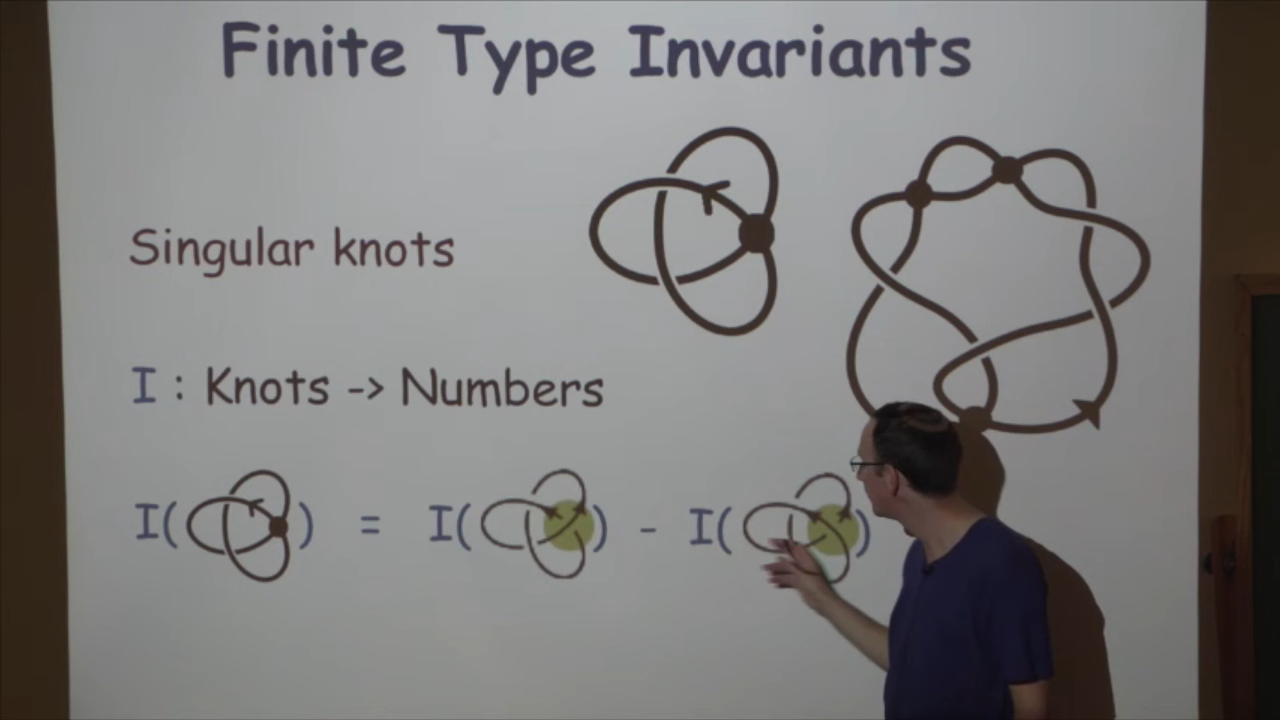 Finite Type Invariants
Singular knots
I : Knots -> Numbers
I( ) = I( ) - I( )